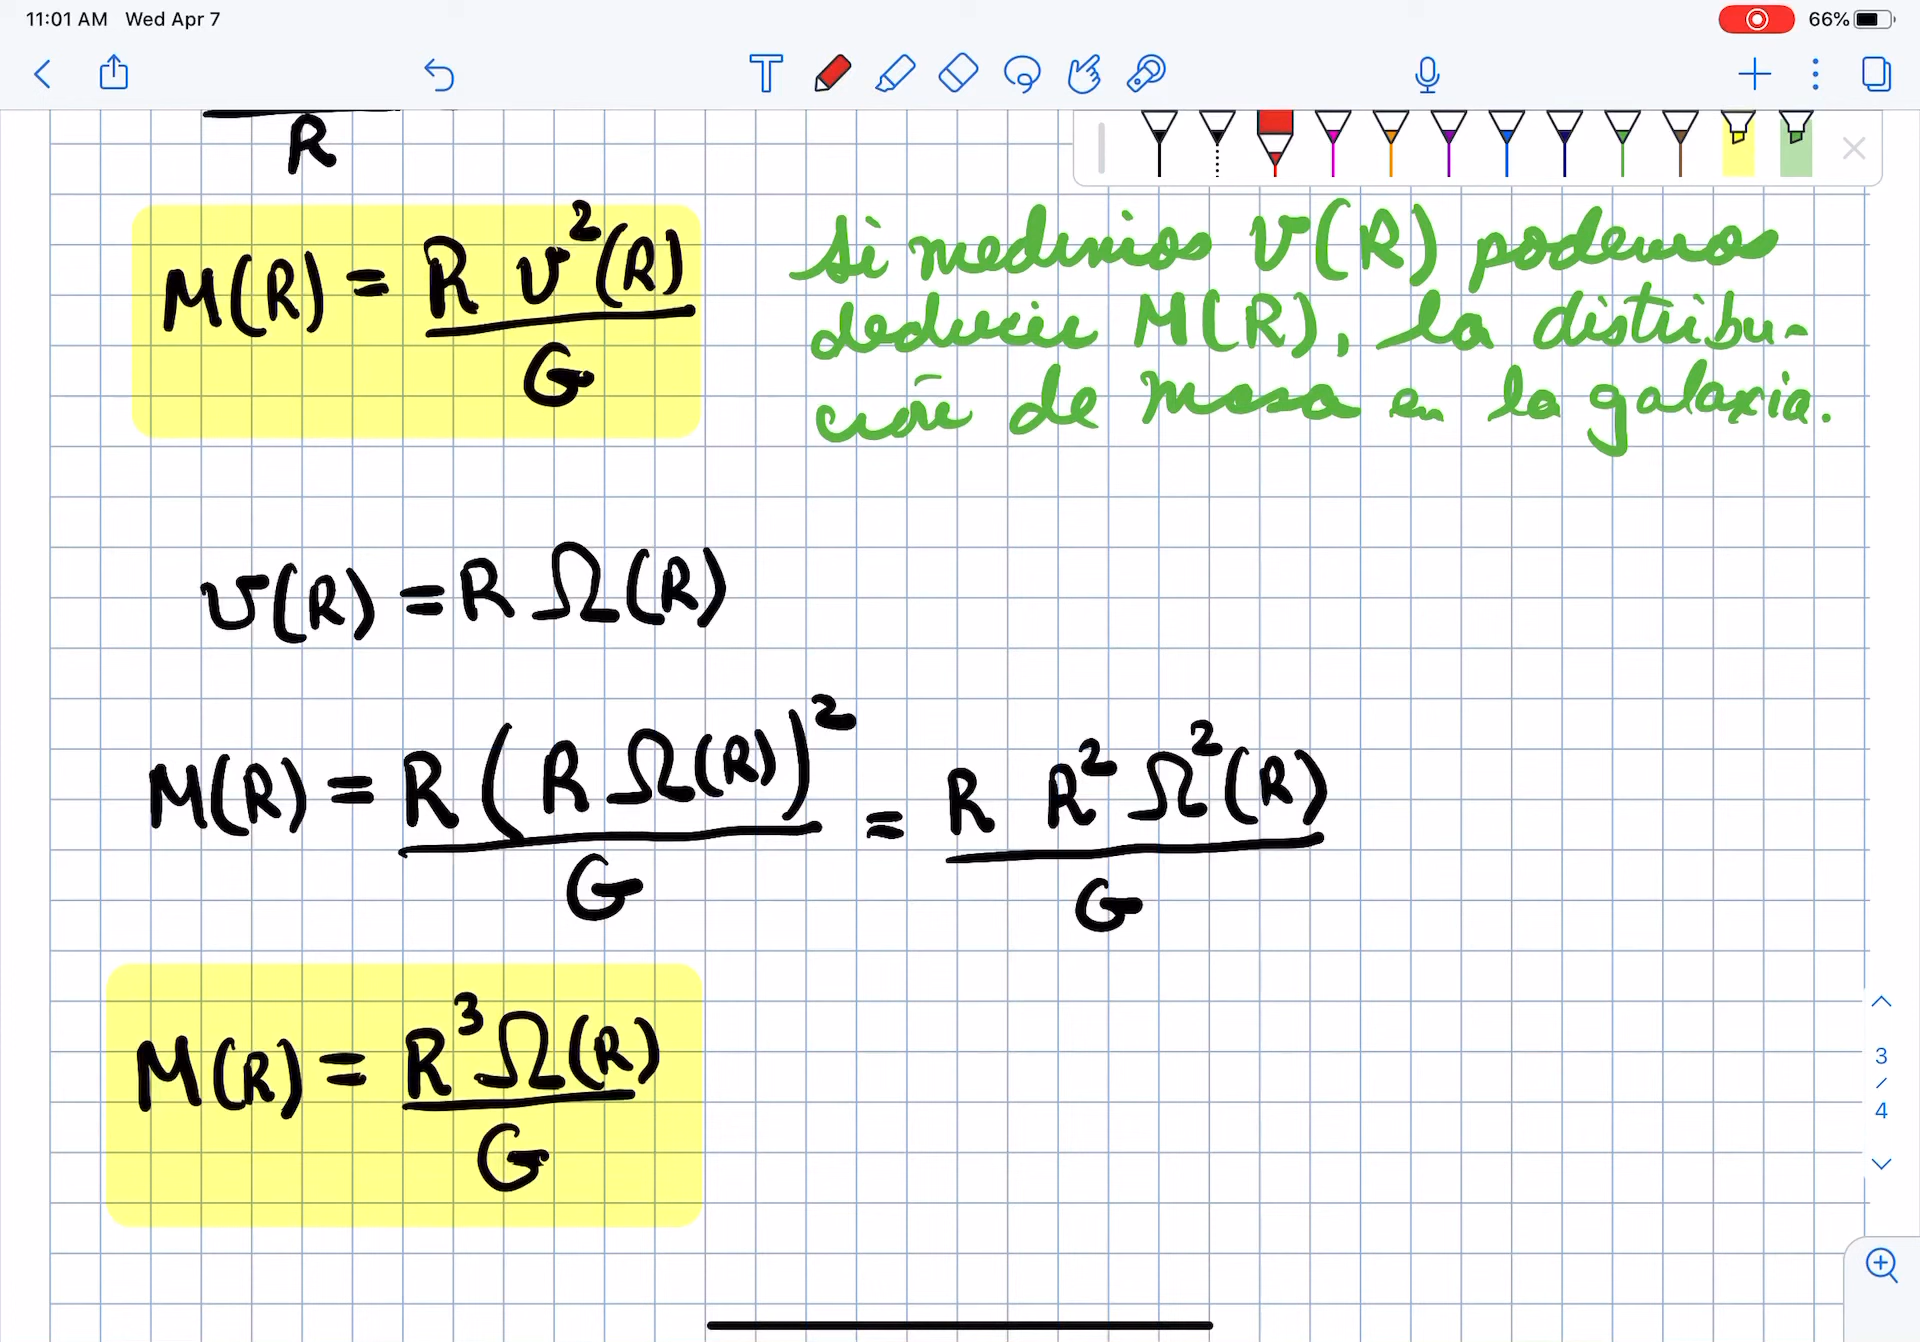 11:01 AM Wed Apr 7
66%
R
M(R) = R v²(R) / G
Si medimos v(R) podemos
deducir M(R), la distribu-
ción de masa en la galaxia.
v(R) = R Ω(R)
M(R) = R (R Ω(R))² / G = R R² Ω²(R) / G
M(R) = R³ Ω(R) / G
3 / 4